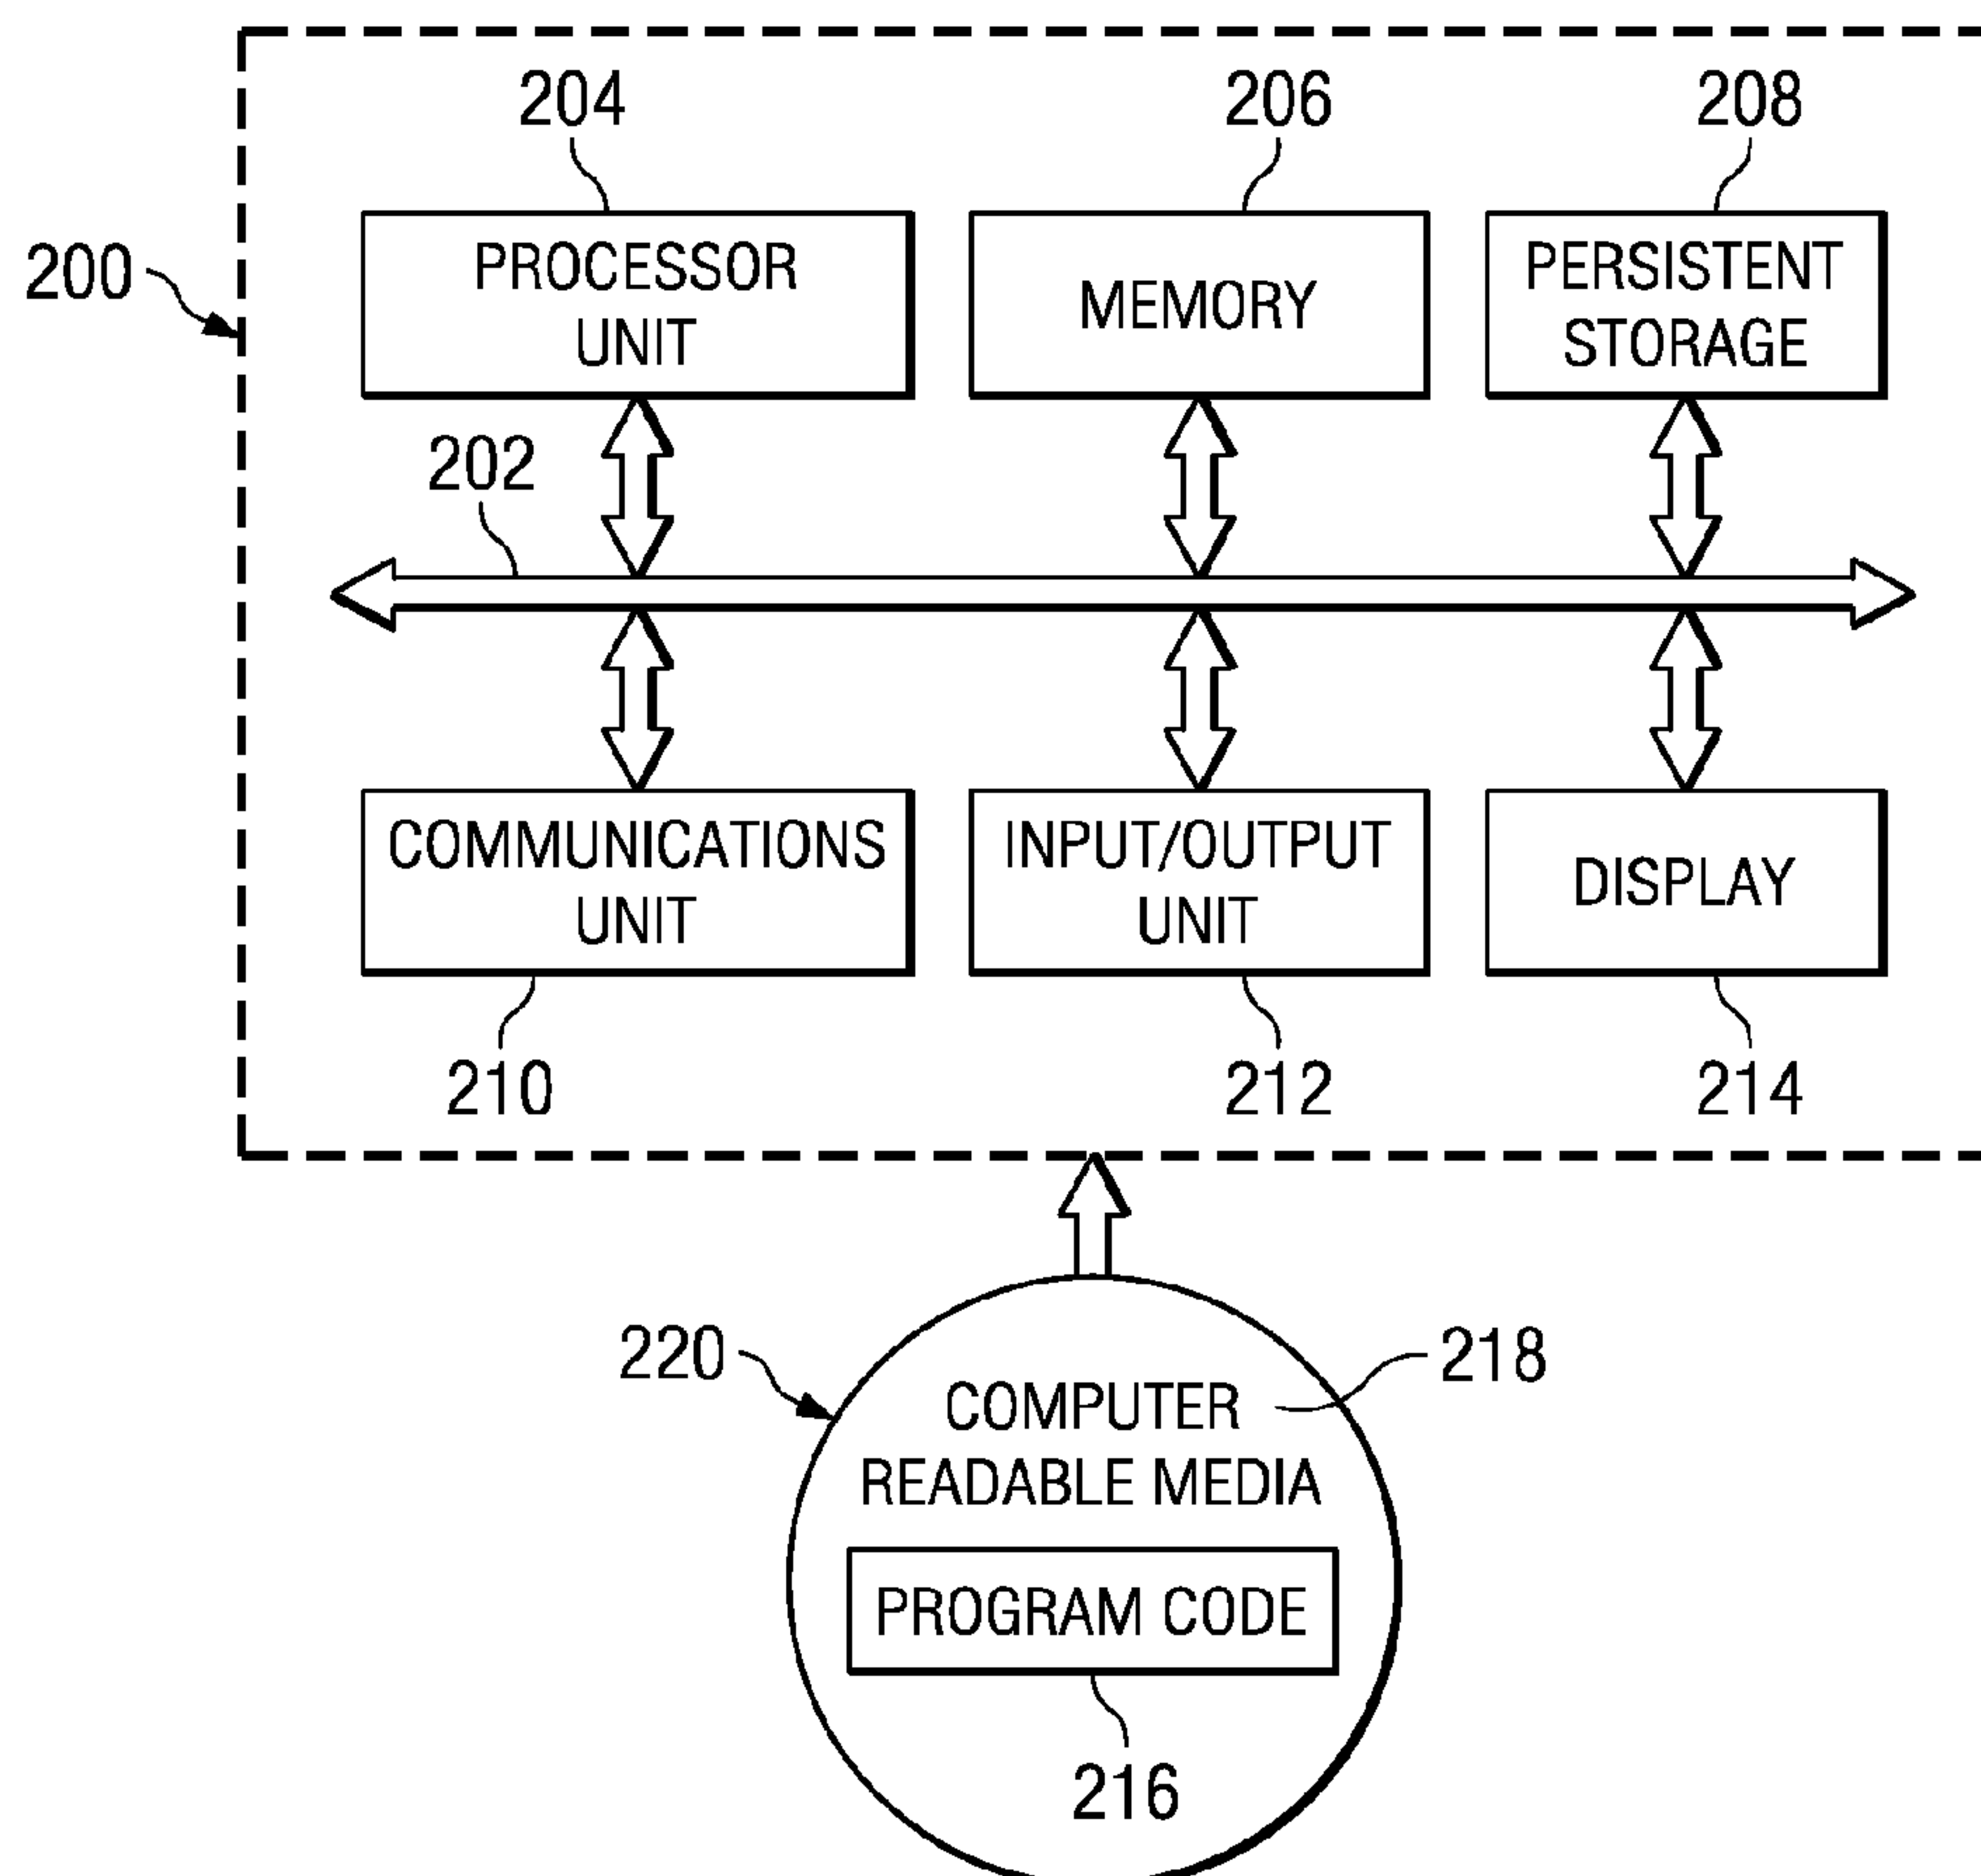 204
206
208
200
PROCESSOR
UNIT
MEMORY
PERSISTENT
STORAGE
202
COMMUNICATIONS
UNIT
INPUT/OUTPUT
UNIT
DISPLAY
210
212
214
220
218
COMPUTER
READABLE MEDIA
PROGRAM CODE
216